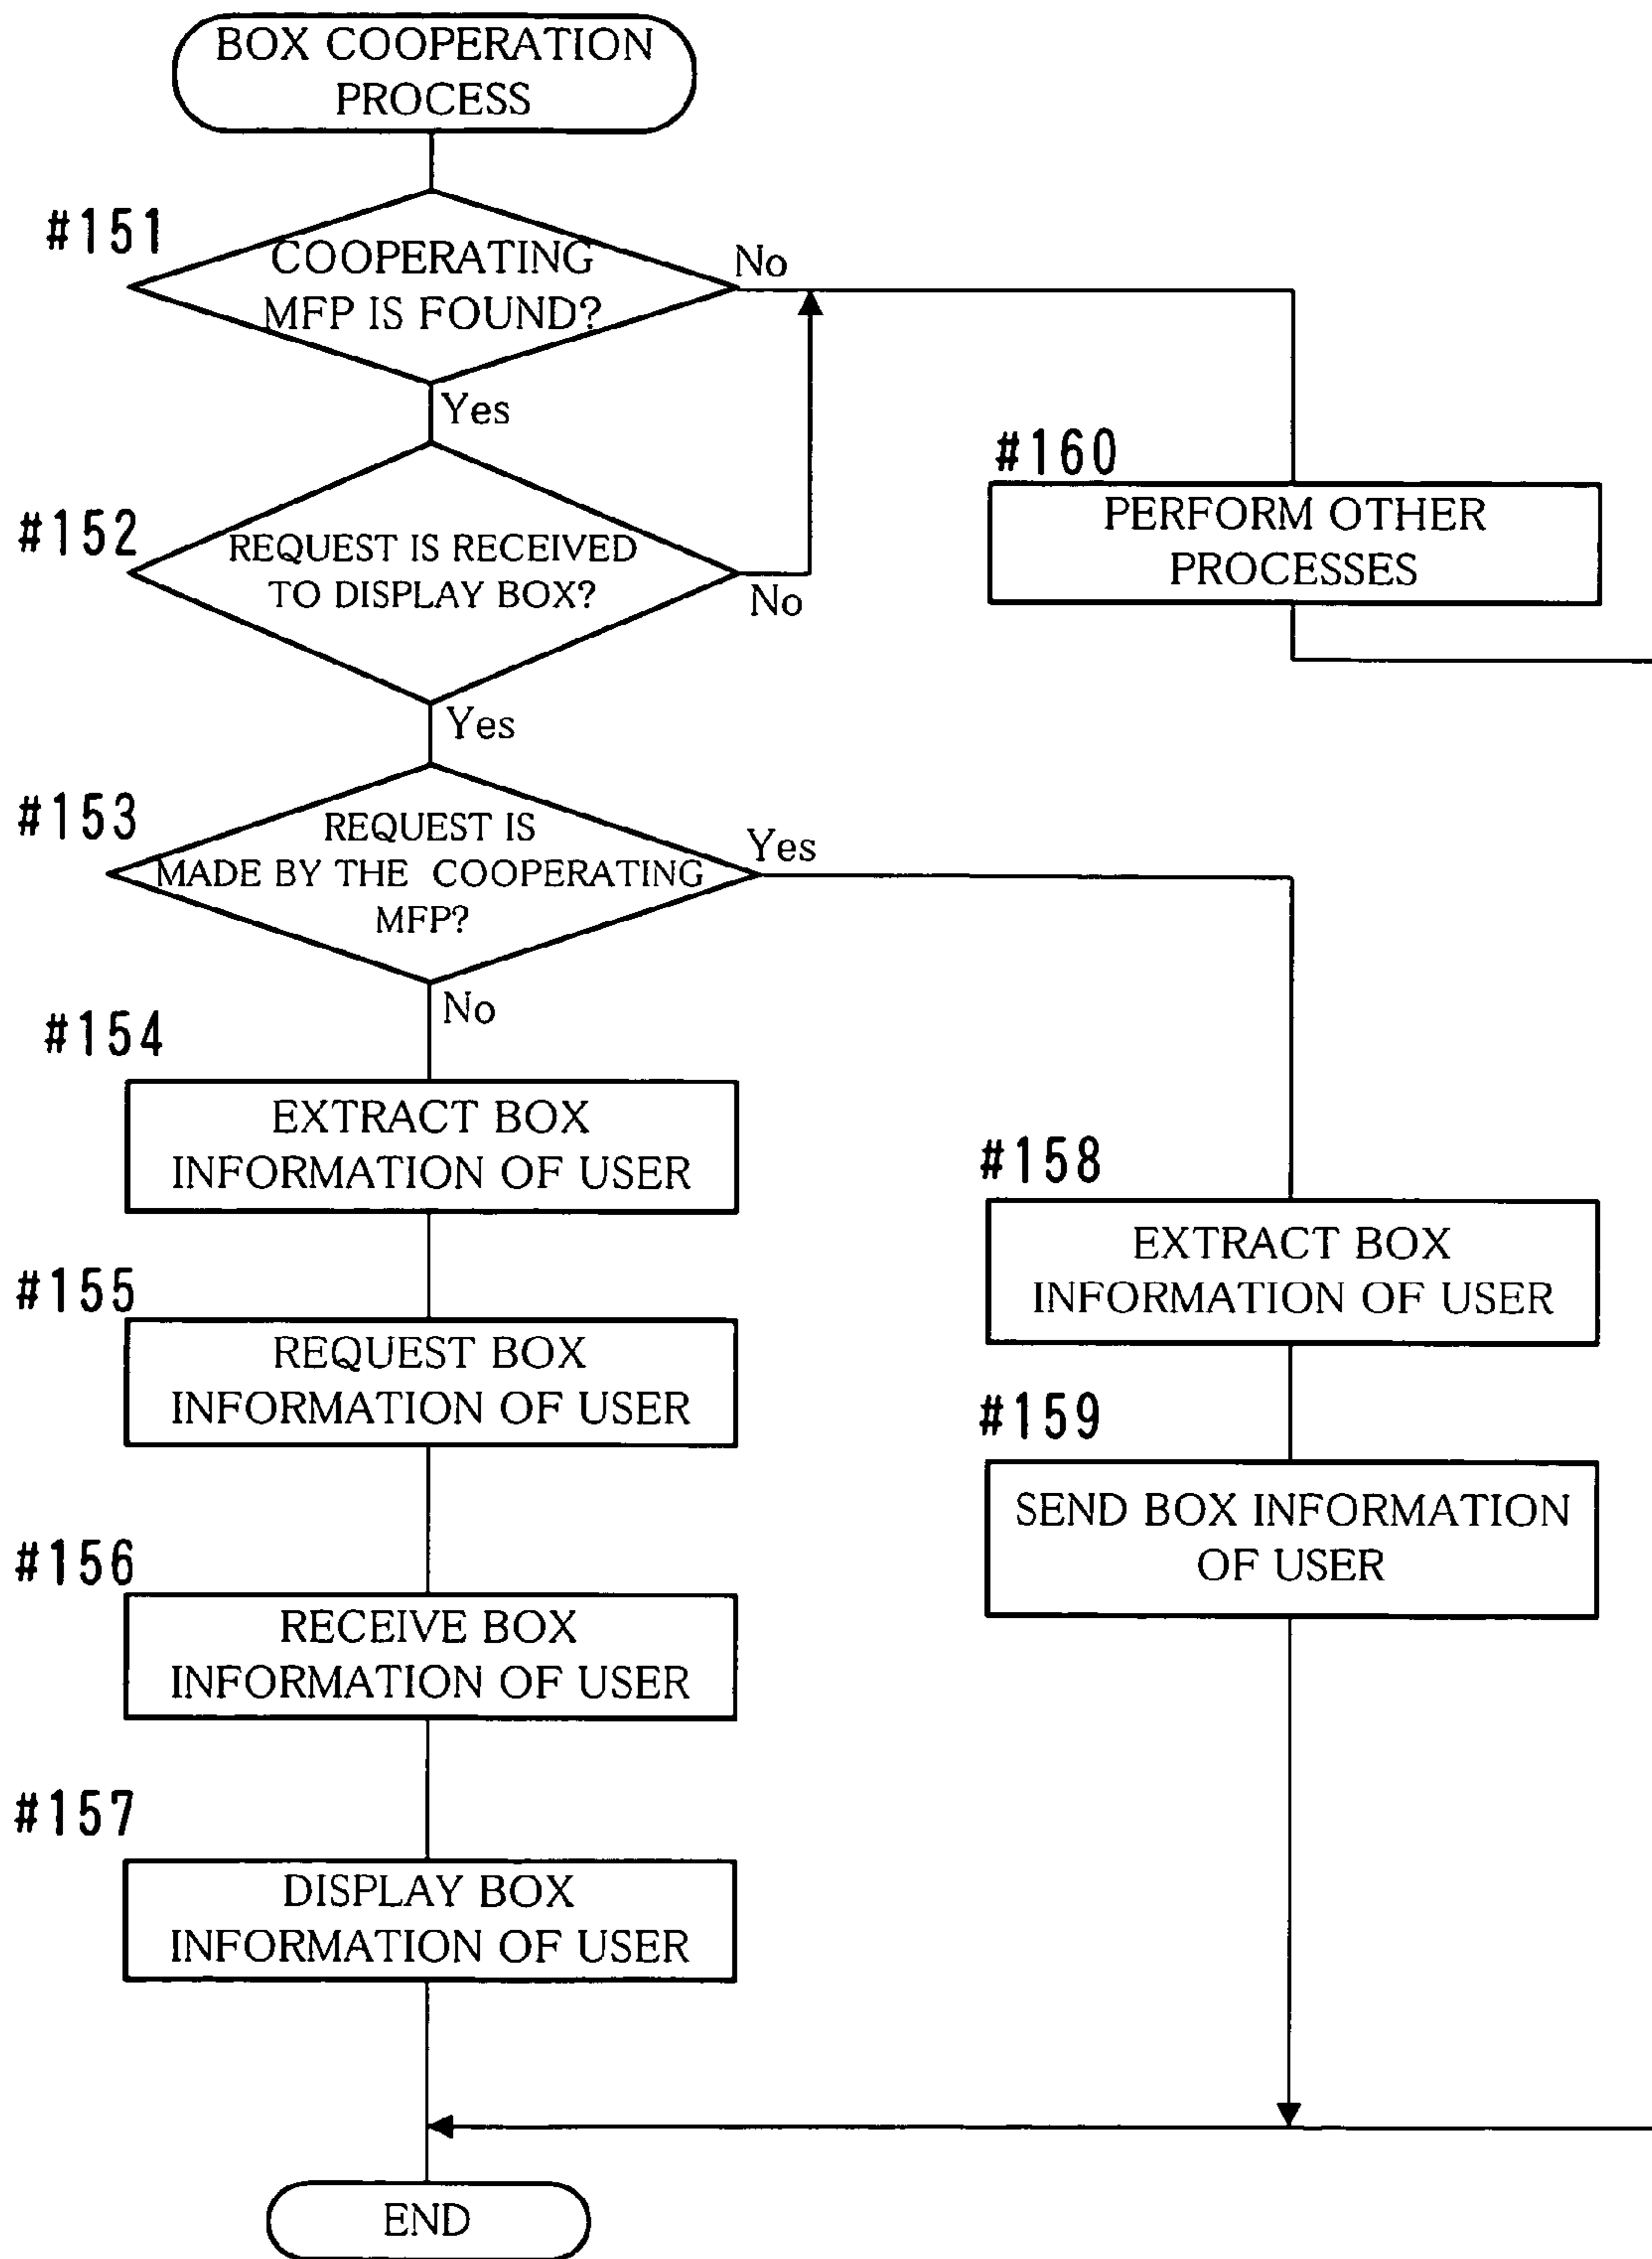 BOX COOPERATION
PROCESS
#151
COOPERATING
MFP IS FOUND?
No
Yes
#152
REQUEST IS RECEIVED
TO DISPLAY BOX?
No
Yes
#160
PERFORM OTHER
PROCESSES
#153
REQUEST IS
MADE BY THE COOPERATING
MFP?
Yes
No
#154
EXTRACT BOX
INFORMATION OF USER
#155
REQUEST BOX
INFORMATION OF USER
#156
RECEIVE BOX
INFORMATION OF USER
#157
DISPLAY BOX
INFORMATION OF USER
#158
EXTRACT BOX
INFORMATION OF USER
#159
SEND BOX INFORMATION
OF USER
END